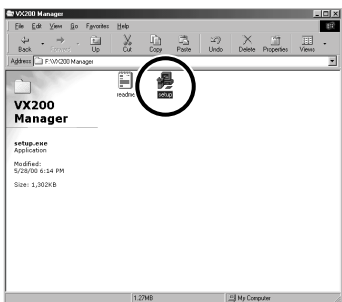 VX200 Manager
File Edit View Go Favorites Help
Back Forward Up Cut Copy Paste Undo Delete Properties Views
Address F:\VX200 Manager
readme
setup
VX200
Manager
setup.exe
Application
Modified:
5/28/00 6:14 PM
Size: 1,302KB
1.27MB My Computer